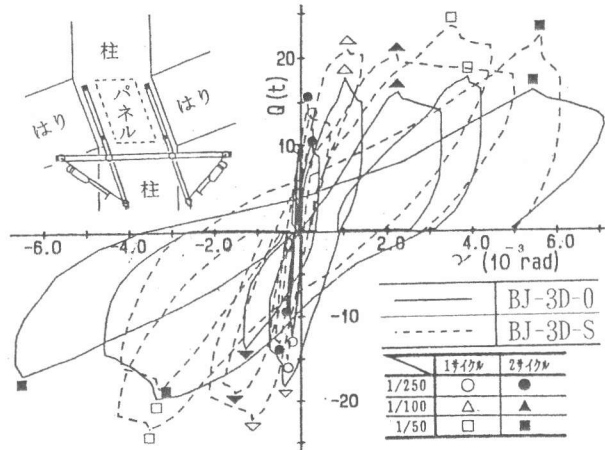 柱
パネル
はり
はり
柱
Q(t)
20
10
-10
-20
-6.0
-4.0
-2.0
0
2.0
4.0
6.0
γ (10⁻³ rad)
BJ-3D-0
BJ-3D-S
1サイクル 2サイクル
1/250 ○ ●
1/100 △ ▲
1/50 □ ■